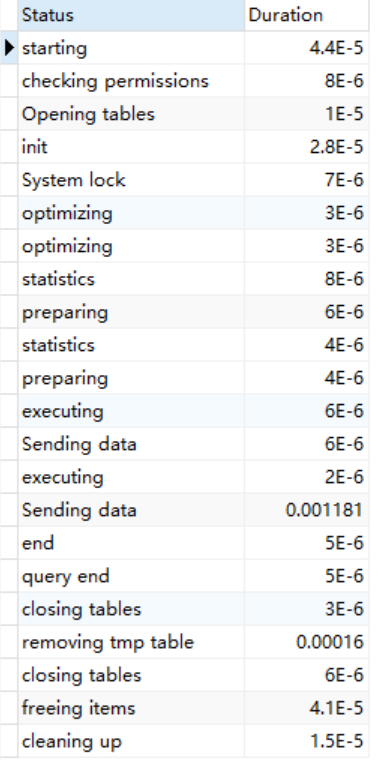 Status Duration
starting 4.4E-5
checking permissions 8E-6
Opening tables 1E-5
init 2.8E-5
System lock 7E-6
optimizing 3E-6
optimizing 3E-6
statistics 8E-6
preparing 6E-6
statistics 4E-6
preparing 4E-6
executing 6E-6
Sending data 6E-6
executing 2E-6
Sending data 0.001181
end 5E-6
query end 5E-6
closing tables 3E-6
removing tmp table 0.00016
closing tables 6E-6
freeing items 4.1E-5
cleaning up 1.5E-5